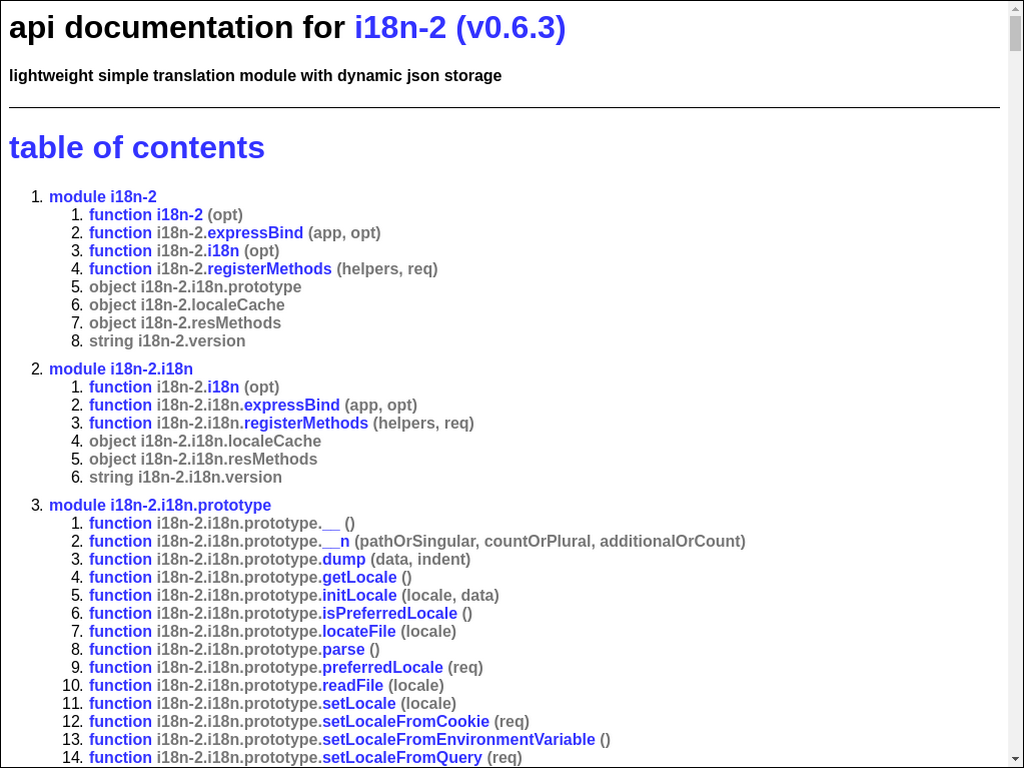 api documentation for i18n-2 (v0.6.3)
lightweight simple translation module with dynamic json storage
table of contents
1. module i18n-2
1. function i18n-2 (opt)
2. function i18n-2.expressBind (app, opt)
3. function i18n-2.i18n (opt)
4. function i18n-2.registerMethods (helpers, req)
5. object i18n-2.i18n.prototype
6. object i18n-2.localeCache
7. object i18n-2.resMethods
8. string i18n-2.version
2. module i18n-2.i18n
1. function i18n-2.i18n (opt)
2. function i18n-2.i18n.expressBind (app, opt)
3. function i18n-2.i18n.registerMethods (helpers, req)
4. object i18n-2.i18n.localeCache
5. object i18n-2.i18n.resMethods
6. string i18n-2.i18n.version
3. module i18n-2.i18n.prototype
1. function i18n-2.i18n.prototype.__ ()
2. function i18n-2.i18n.prototype.__n (pathOrSingular, countOrPlural, additionalOrCount)
3. function i18n-2.i18n.prototype.dump (data, indent)
4. function i18n-2.i18n.prototype.getLocale ()
5. function i18n-2.i18n.prototype.initLocale (locale, data)
6. function i18n-2.i18n.prototype.isPreferredLocale ()
7. function i18n-2.i18n.prototype.locateFile (locale)
8. function i18n-2.i18n.prototype.parse ()
9. function i18n-2.i18n.prototype.preferredLocale (req)
10. function i18n-2.i18n.prototype.readFile (locale)
11. function i18n-2.i18n.prototype.setLocale (locale)
12. function i18n-2.i18n.prototype.setLocaleFromCookie (req)
13. function i18n-2.i18n.prototype.setLocaleFromEnvironmentVariable ()
14. function i18n-2.i18n.prototype.setLocaleFromQuery (req)